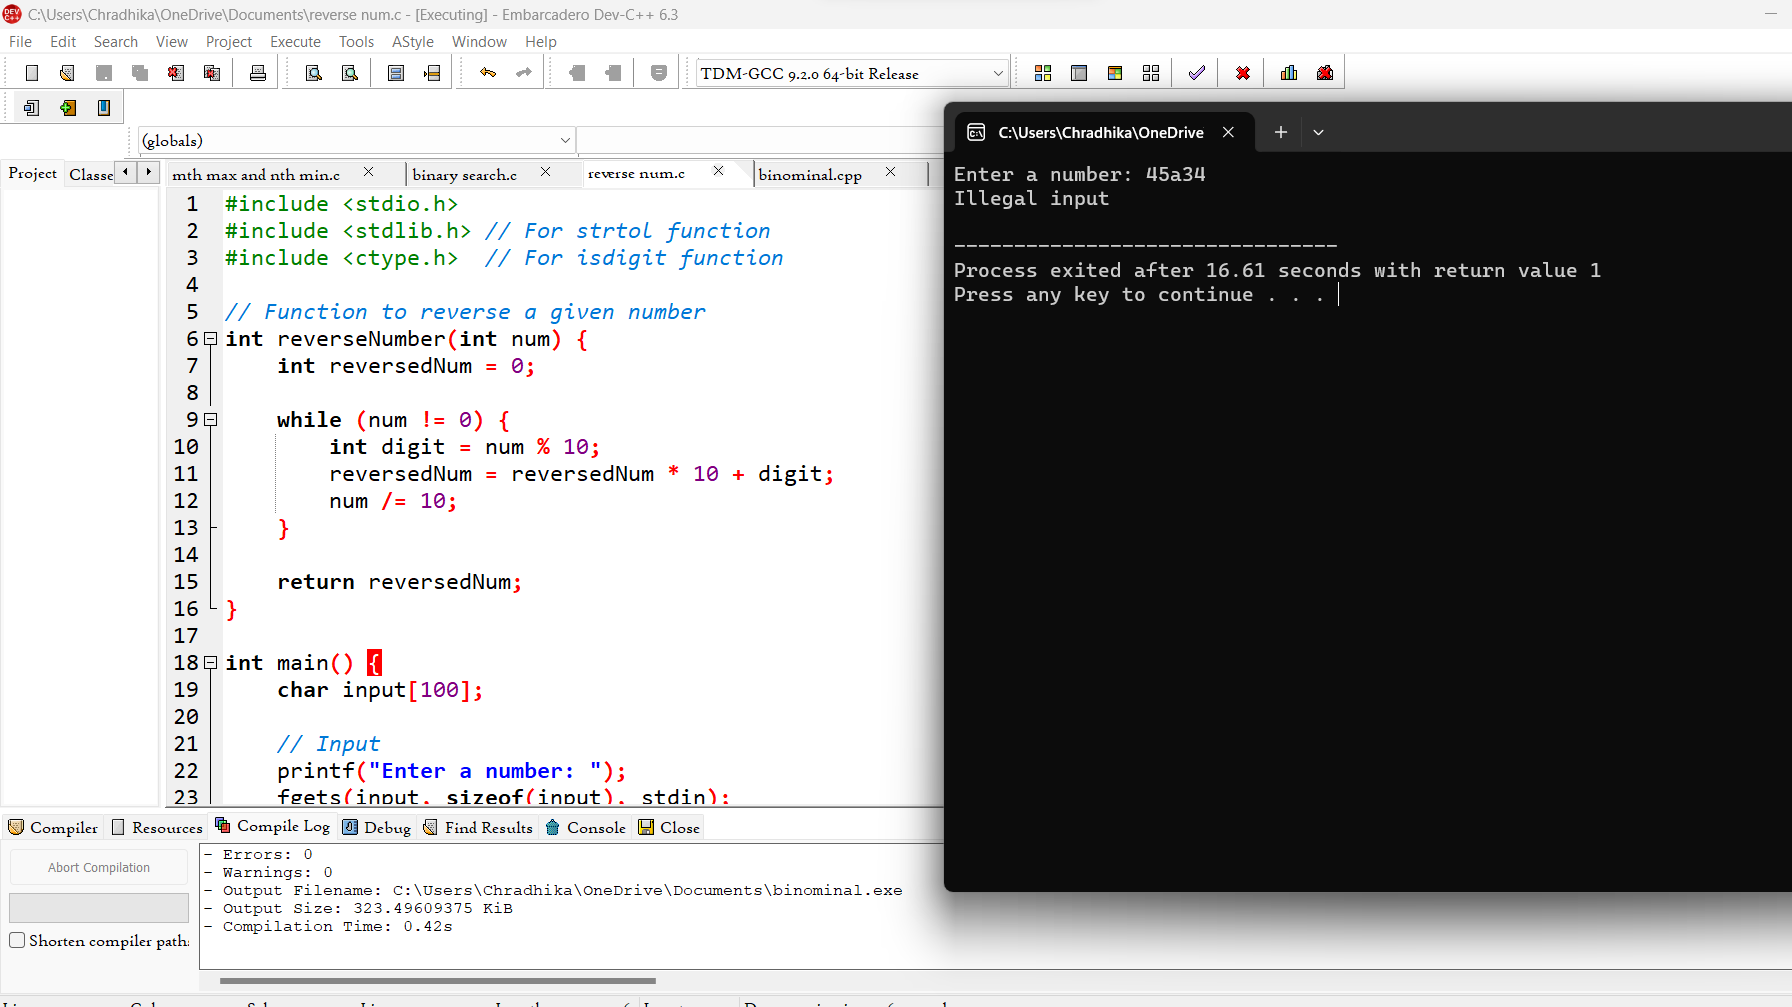 C:\Users\Chradhika\OneDrive\Documents\reverse num.c - [Executing] - Embarcadero Dev-C++ 6.3
File Edit Search View Project Execute Tools AStyle Window Help
TDM-GCC 9.2.0 64-bit Release
(globals)
Project Classe
mth max and nth min.c binary search.c reverse num.c binominal.cpp
1 #include <stdio.h>
2 #include <stdlib.h> // For strtol function
3 #include <ctype.h> // For isdigit function
4
5 // Function to reverse a given number
6 int reverseNumber(int num) {
7 int reversedNum = 0;
8
9 while (num != 0) {
10 int digit = num % 10;
11 reversedNum = reversedNum * 10 + digit;
12 num /= 10;
13 }
14
15 return reversedNum;
16 }
17
18 int main() {
19 char input[100];
20
21 // Input
22 printf("Enter a number: ");
23 fgets(input, sizeof(input), stdin);
C:\Users\Chradhika\OneDrive
Enter a number: 45a34
Illegal input
--------------------------------
Process exited after 16.61 seconds with return value 1
Press any key to continue . . .
Compiler Resources Compile Log Debug Find Results Console Close
Abort Compilation
Shorten compiler path
- Errors: 0
- Warnings: 0
- Output Filename: C:\Users\Chradhika\OneDrive\Documents\binominal.exe
- Output Size: 323.49609375 KiB
- Compilation Time: 0.42s